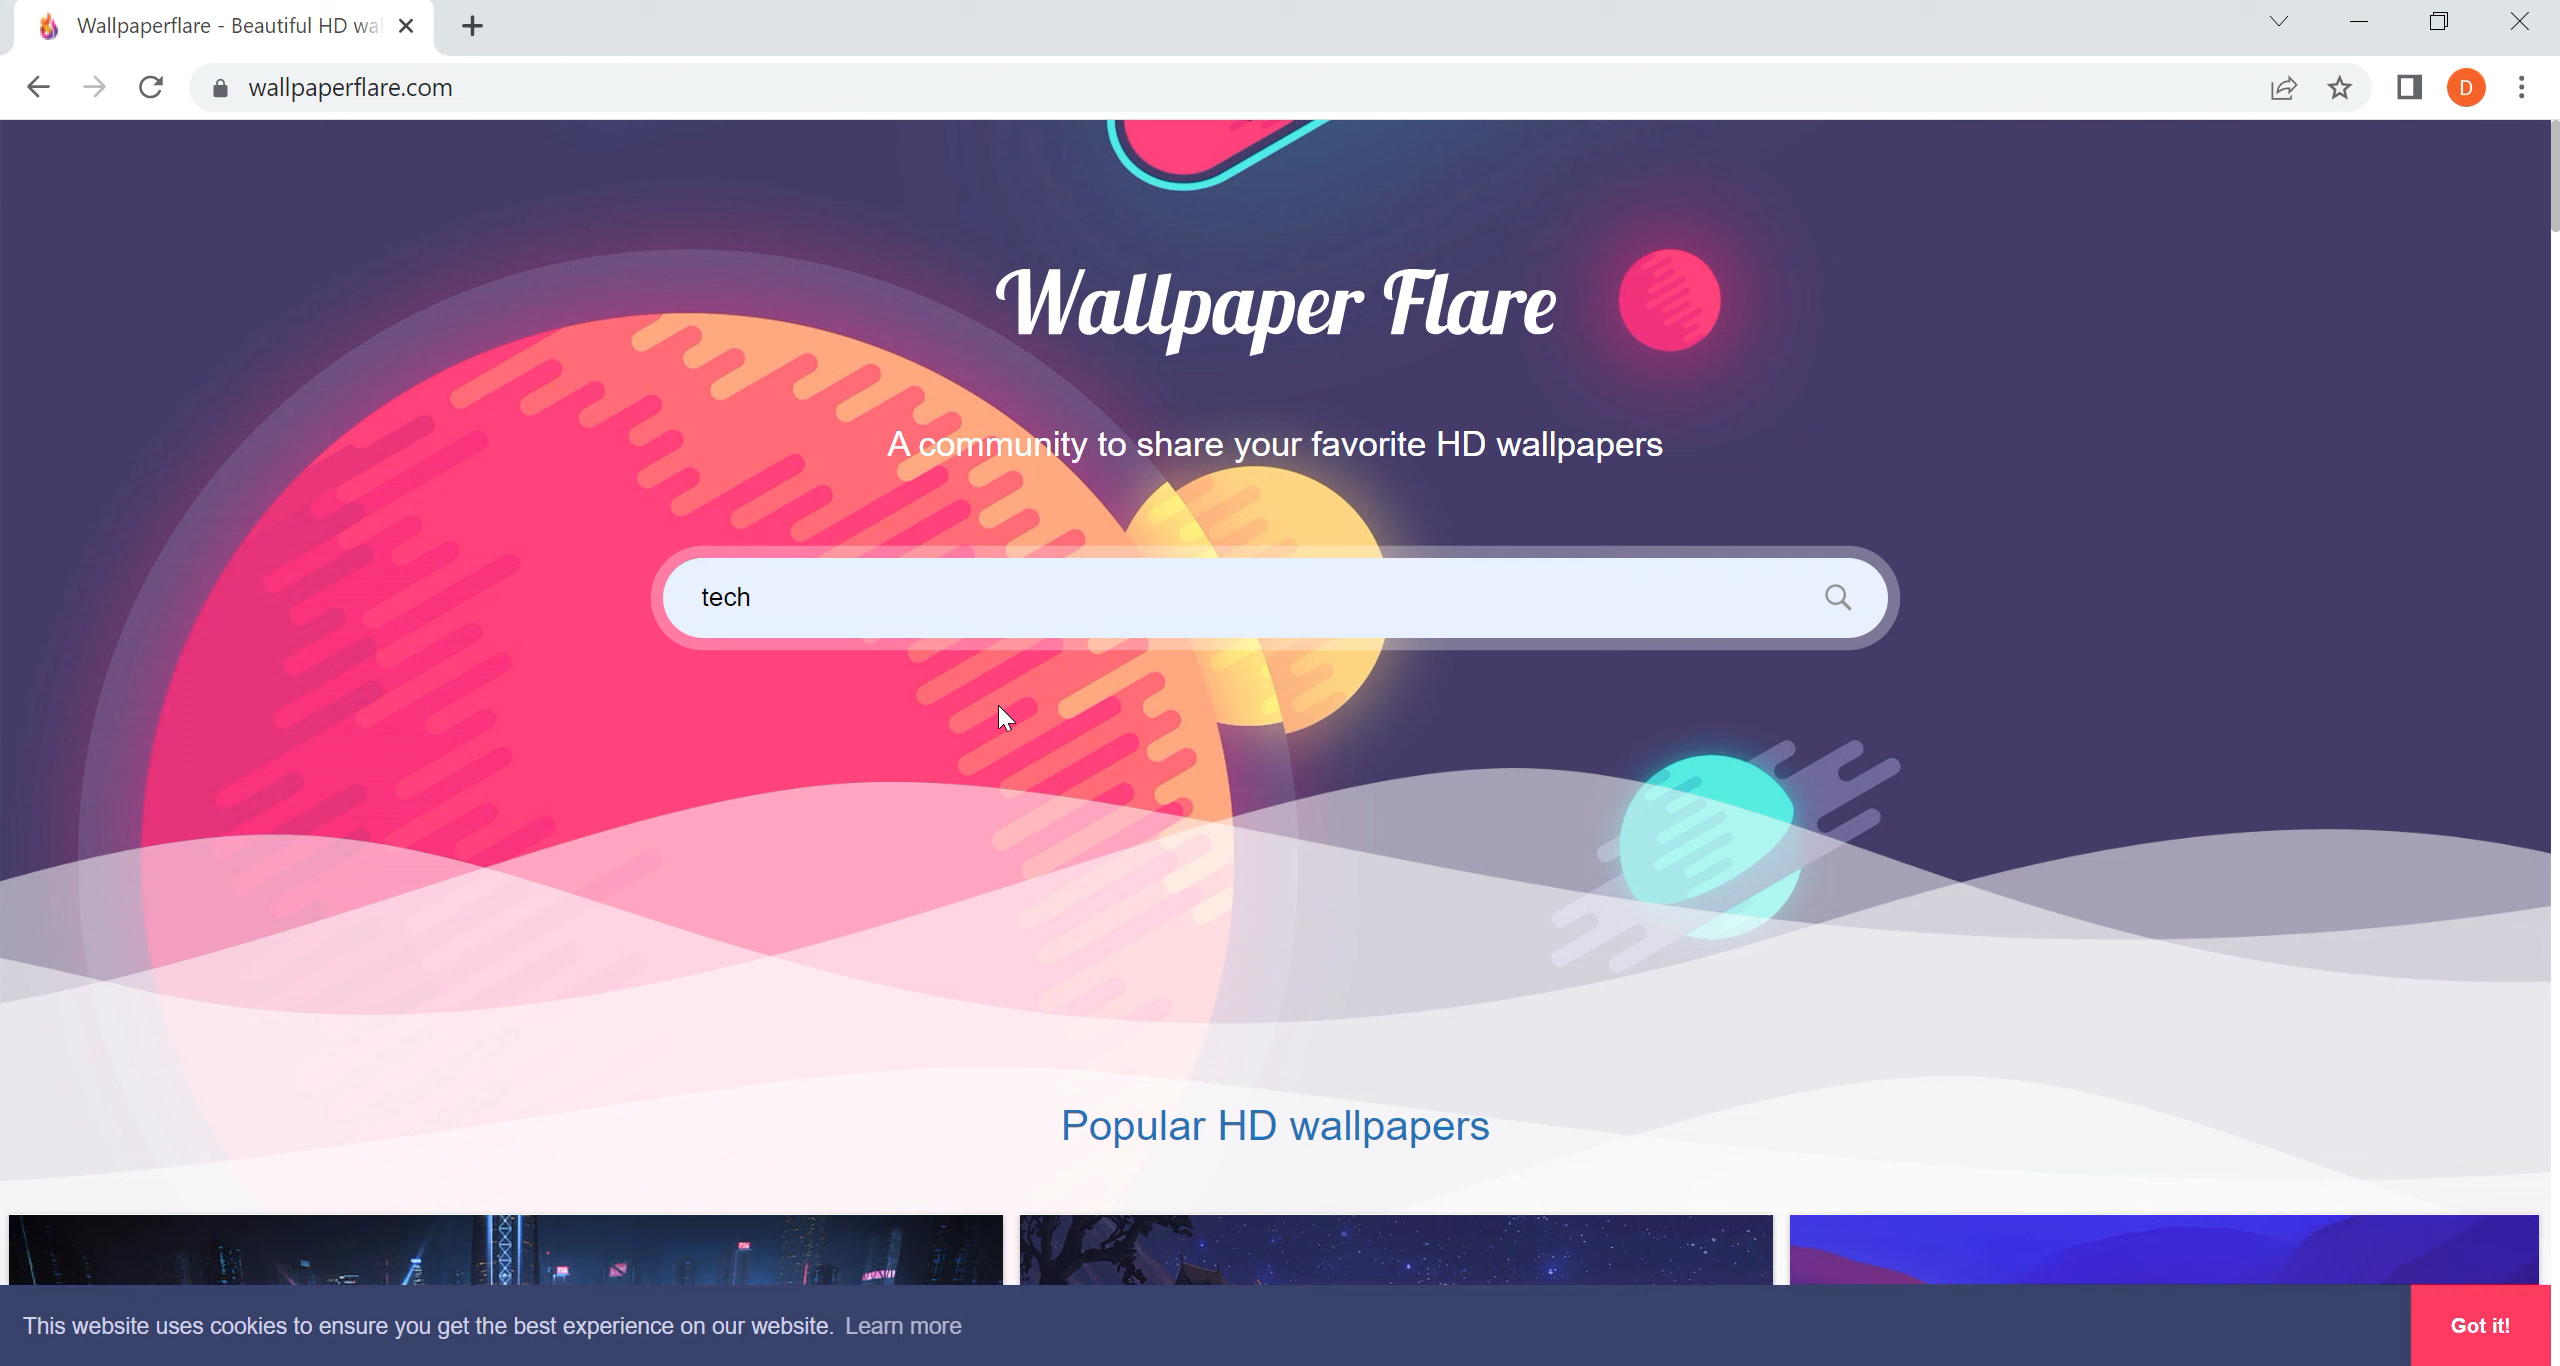 Wallpaperflare - Beautiful HD wal
wallpaperflare.com
D
Wallpaper Flare
A community to share your favorite HD wallpapers
tech
Popular HD wallpapers
This website uses cookies to ensure you get the best experience on our website. Learn more
Got it!